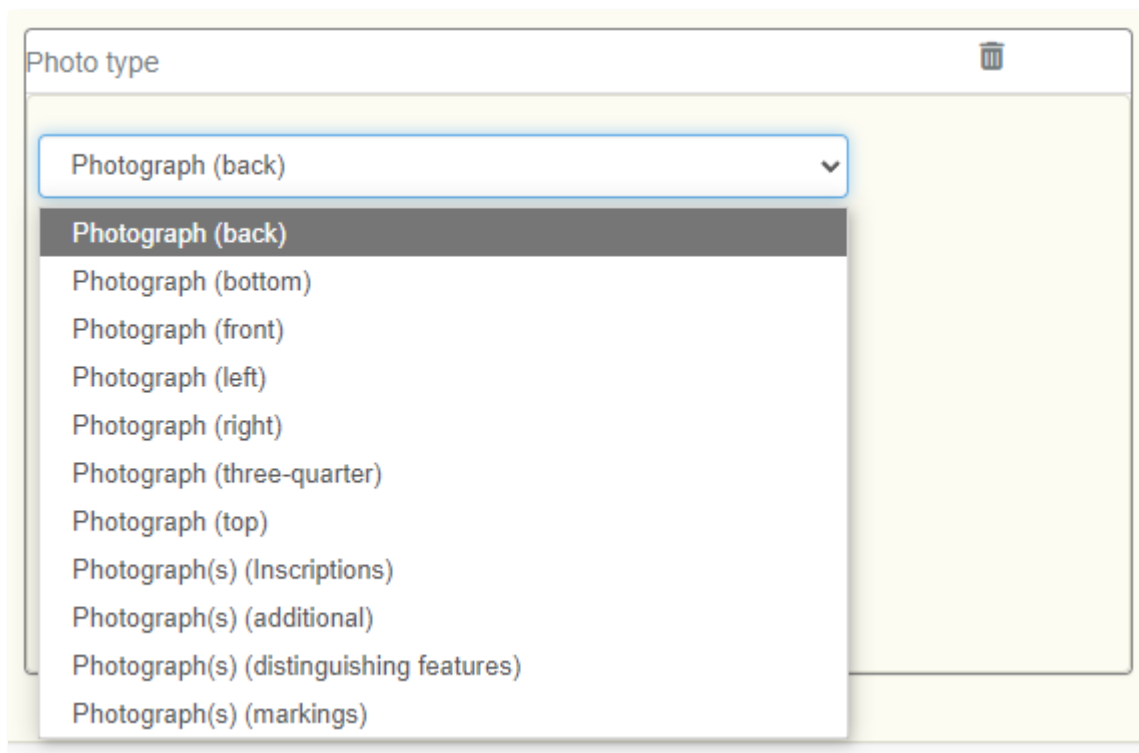 Photo type
Photograph (back)
Photograph (back)
Photograph (bottom)
Photograph (front)
Photograph (left)
Photograph (right)
Photograph (three-quarter)
Photograph (top)
Photograph(s) (Inscriptions)
Photograph(s) (additional)
Photograph(s) (distinguishing features)
Photograph(s) (markings)